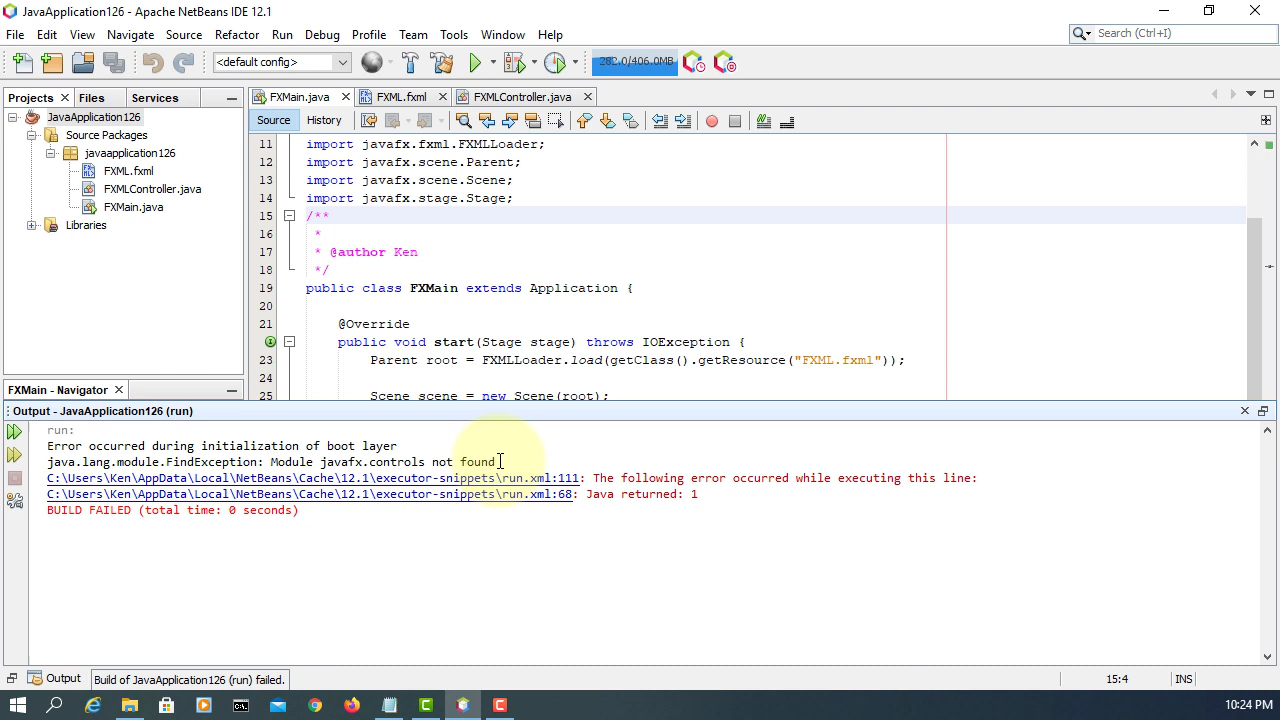 JavaApplication126 - Apache NetBeans IDE 12.1
File Edit View Navigate Source Refactor Run Debug Profile Team Tools Window Help
Search (Ctrl+I)
<default config>
282.0/406.0MB
Projects Files Services
FXMain.java FXML.fxml FXMLController.java
Source History
JavaApplication126
Source Packages
javaapplication126
FXML.fxml
FXMLController.java
FXMain.java
Libraries
FXMain - Navigator
11 import javafx.fxml.FXMLLoader;
12 import javafx.scene.Parent;
13 import javafx.scene.Scene;
14 import javafx.stage.Stage;
15 /**
16 *
17 * @author Ken
18 */
19 public class FXMain extends Application {
20
21 @Override
public void start(Stage stage) throws IOException {
23 Parent root = FXMLLoader.load(getClass().getResource("FXML.fxml"));
24
25 Scene scene = new Scene(root);
Output - JavaApplication126 (run)
run:
Error occurred during initialization of boot layer
java.lang.module.FindException: Module javafx.controls not found
C:\Users\Ken\AppData\Local\NetBeans\Cache\12.1\executor-snippets\run.xml:111: The following error occurred while executing this line:
C:\Users\Ken\AppData\Local\NetBeans\Cache\12.1\executor-snippets\run.xml:68: Java returned: 1
BUILD FAILED (total time: 0 seconds)
Output
Build of JavaApplication126 (run) failed.
15:4
INS
10:24 PM